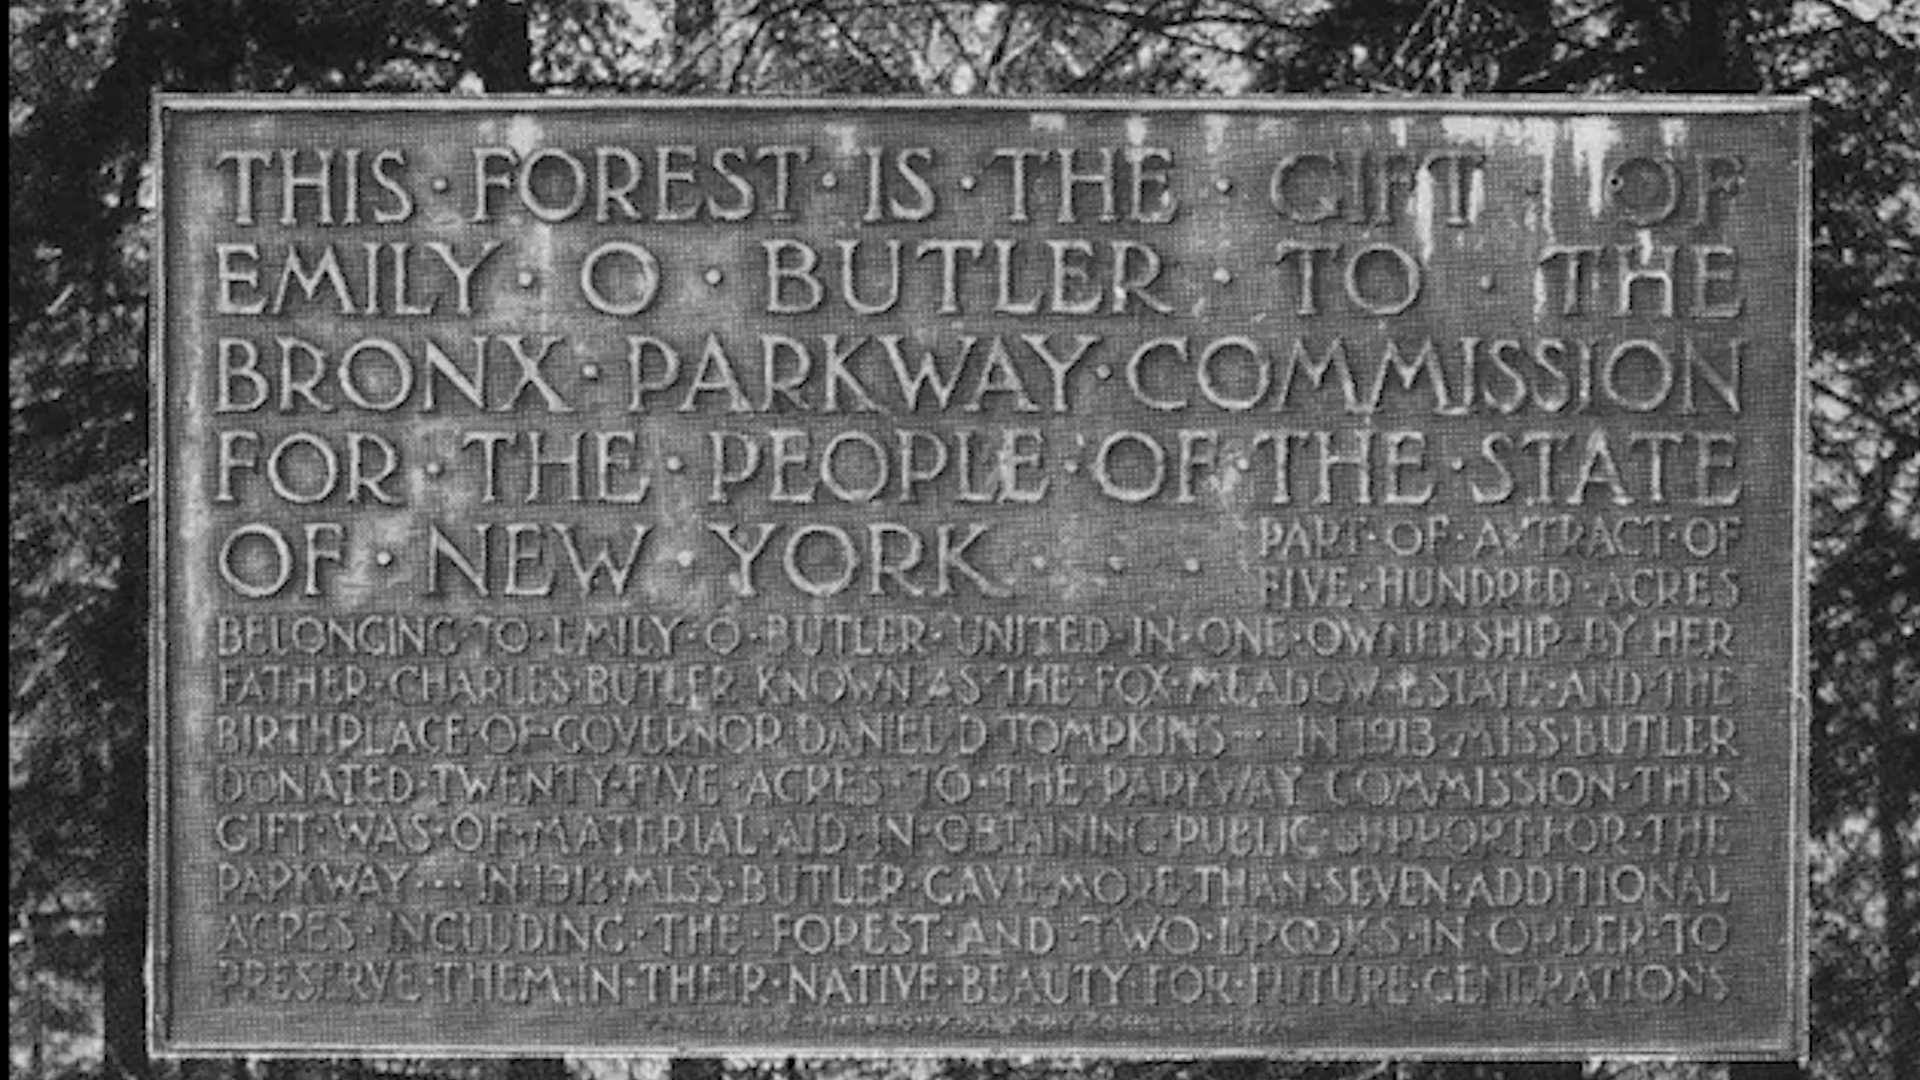 THIS · FOREST · IS · THE · GIFT · OF
EMILY · O · BUTLER · TO · THE
BRONX · PARKWAY · COMMISSION
FOR · THE · PEOPLE · OF · THE · STATE
OF · NEW · YORK · · ·
PART · OF · A · TRACT · OF
FIVE · HUNDRED · ACRES
BELONGING · TO · EMILY · O · BUTLER · UNITED · IN · ONE · OWNERSHIP · BY HER
FATHER · CHARLES · BUTLER · KNOWN · AS · THE · FOX · MEADOW · ESTATE · AND · THE
BIRTHPLACE · OF · GOVERNOR · DANIEL D TOMPKINS · · · IN 1913 · MISS · BUTLER
DONATED · TWENTY · FIVE · ACRES · TO · THE · PARKWAY COMMISSION · THIS
GIFT · WAS · OF · MATERIAL · AID · IN · OBTAINING · PUBLIC · SUPPORT · FOR · THE
PARKWAY · · · IN · MISS · BUTLER · GAVE · MORE · THAN · SEVEN · ADDITIONAL
ACRES · INCLUDING · THE · FOREST · AND · TWO · BROOKS · IN · ORDER · TO
PRESERVE · THEM · IN · THEIR · NATIVE · BEAUTY · FOR · FUTURE · GENERATIONS